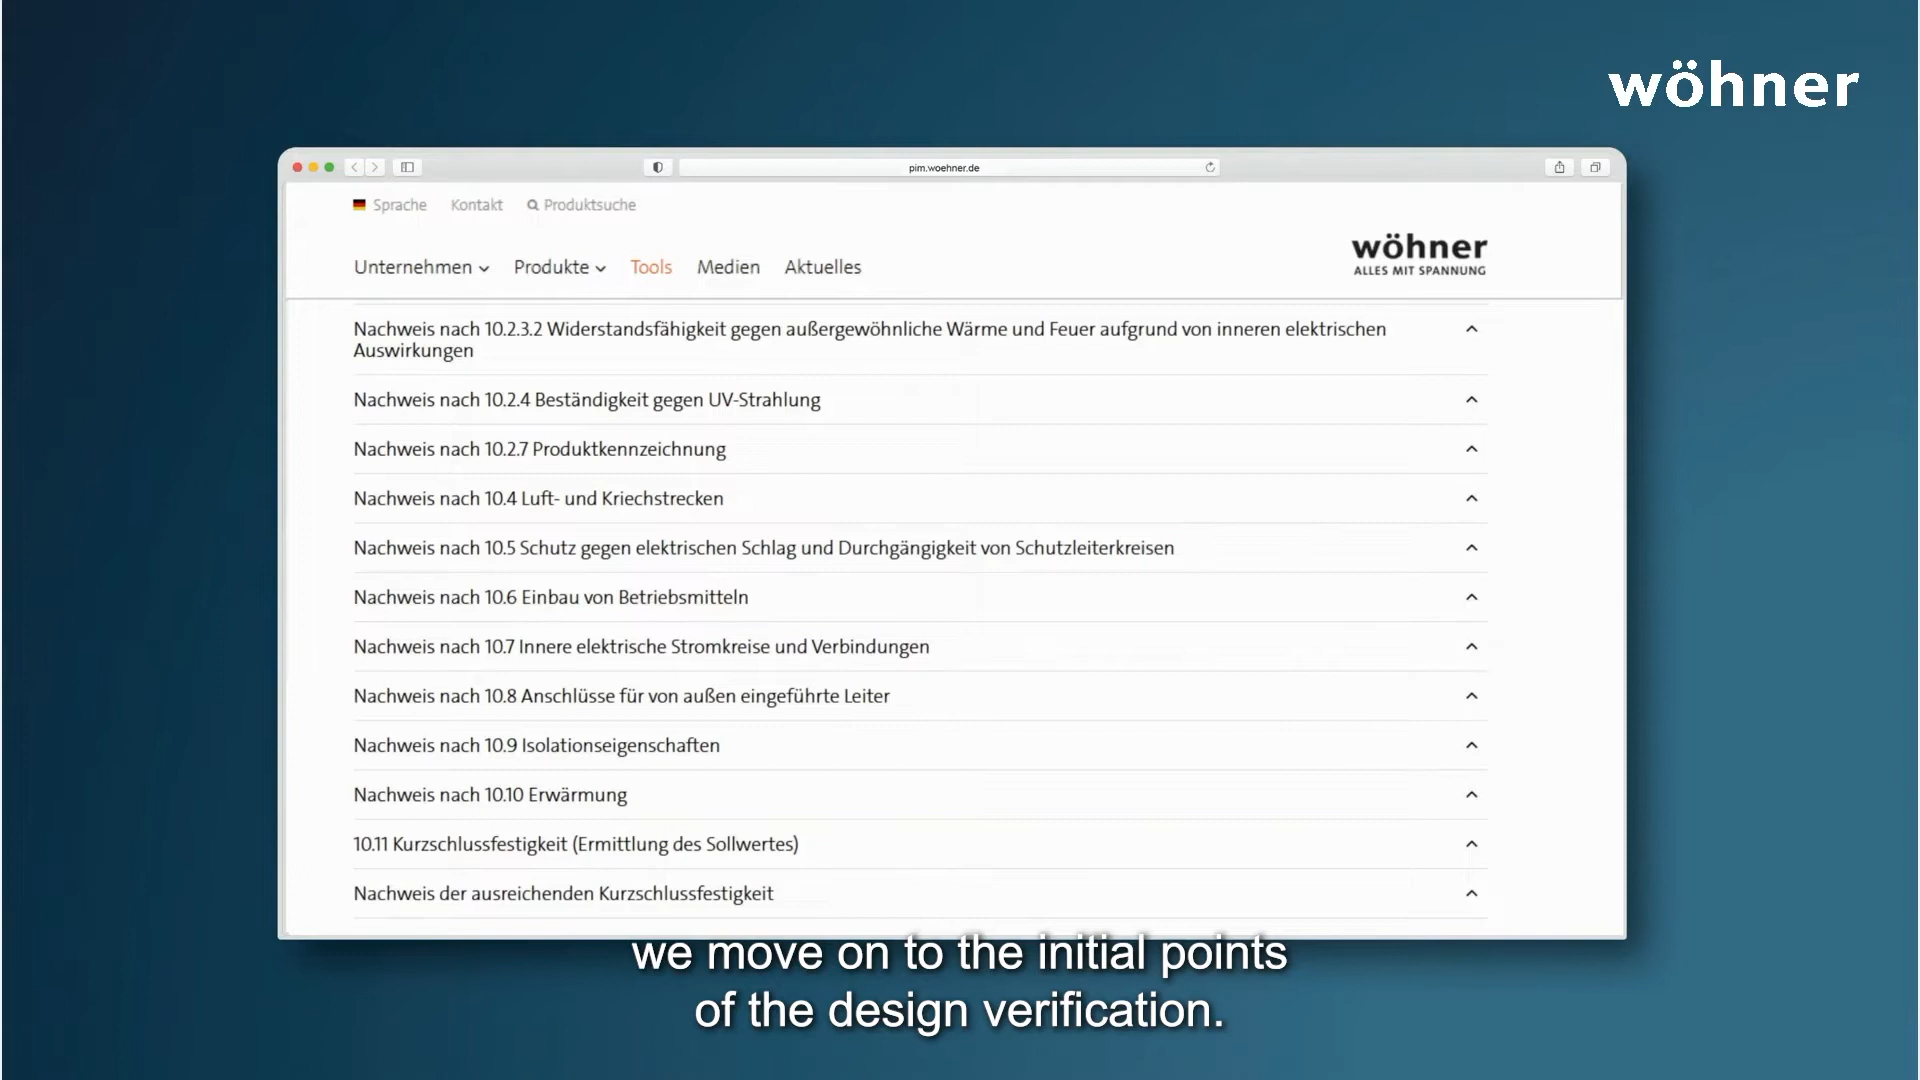 wöhner
pim.woehner.de
Sprache Kontakt Produktsuche
wöhner
ALLES MIT SPANNUNG
Unternehmen Produkte Tools Medien Aktuelles
Nachweis nach 10.2.3.2 Widerstandsfähigkeit gegen außergewöhnliche Wärme und Feuer aufgrund von inneren elektrischen
Auswirkungen
Nachweis nach 10.2.4 Beständigkeit gegen UV-Strahlung
Nachweis nach 10.2.7 Produktkennzeichnung
Nachweis nach 10.4 Luft- und Kriechstrecken
Nachweis nach 10.5 Schutz gegen elektrischen Schlag und Durchgängigkeit von Schutzleiterkreisen
Nachweis nach 10.6 Einbau von Betriebsmitteln
Nachweis nach 10.7 Innere elektrische Stromkreise und Verbindungen
Nachweis nach 10.8 Anschlüsse für von außen eingeführte Leiter
Nachweis nach 10.9 Isolationseigenschaften
Nachweis nach 10.10 Erwärmung
10.11 Kurzschlussfestigkeit (Ermittlung des Sollwertes)
Nachweis der ausreichenden Kurzschlussfestigkeit
we move on to the initial points
of the design verification.